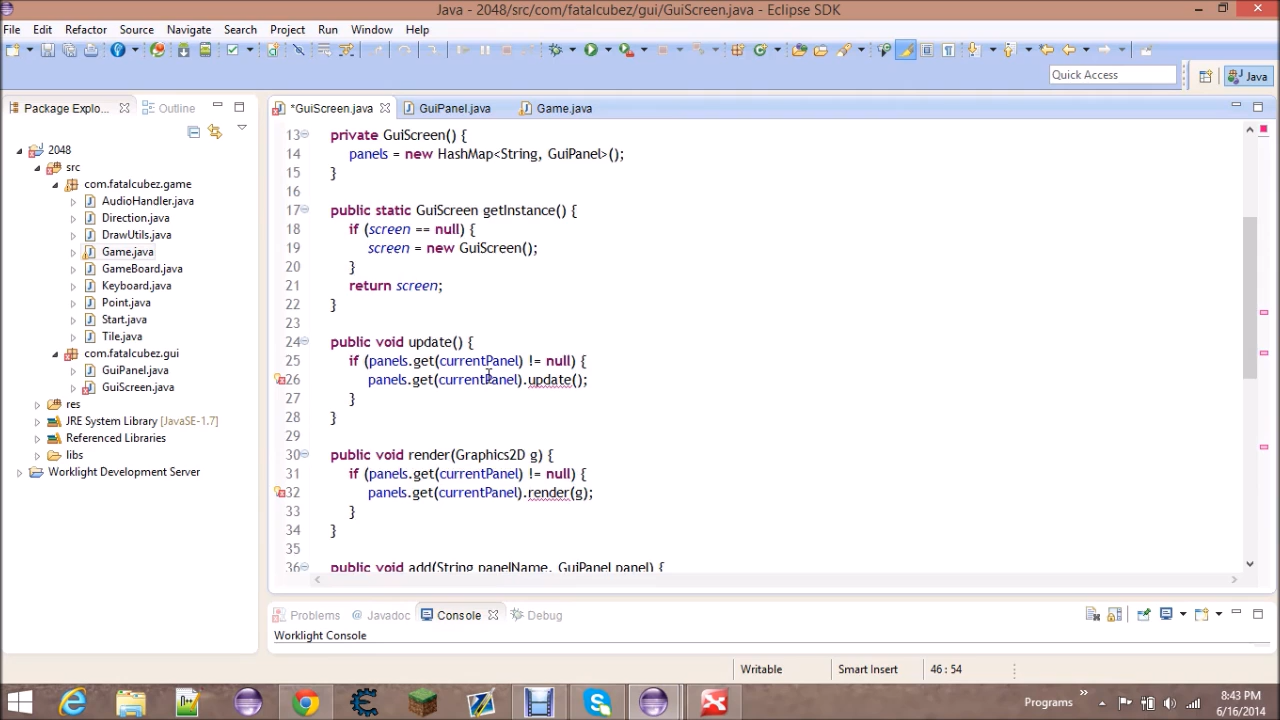 Java - 2048/src/com/fatalcubez/gui/GuiScreen.java - Eclipse SDK
File Edit Refactor Source Navigate Search Project Run Window Help
Quick Access Java
Package Explo... Outline *GuiScreen.java GuiPanel.java Game.java
2048
src
com.fatalcubez.game
AudioHandler.java
Direction.java
DrawUtils.java
Game.java
GameBoard.java
Keyboard.java
Point.java
Start.java
Tile.java
com.fatalcubez.gui
GuiPanel.java
GuiScreen.java
res
JRE System Library [JavaSE-1.7]
Referenced Libraries
libs
Worklight Development Server
13 private GuiScreen() {
14 panels = new HashMap<String, GuiPanel>();
15 }
16
17 public static GuiScreen getInstance() {
18 if (screen == null) {
19 screen = new GuiScreen();
20 }
21 return screen;
22 }
23
24 public void update() {
25 if (panels.get(currentPanel) != null) {
26 panels.get(currentPanel).update();
27 }
28 }
29
30 public void render(Graphics2D g) {
31 if (panels.get(currentPanel) != null) {
32 panels.get(currentPanel).render(g);
33 }
34 }
35
36 public void add(String panelName, GuiPanel panel) {
Problems @ Javadoc Console Debug
Worklight Console
Writable Smart Insert 46 : 54
Programs 8:43 PM
6/16/2014